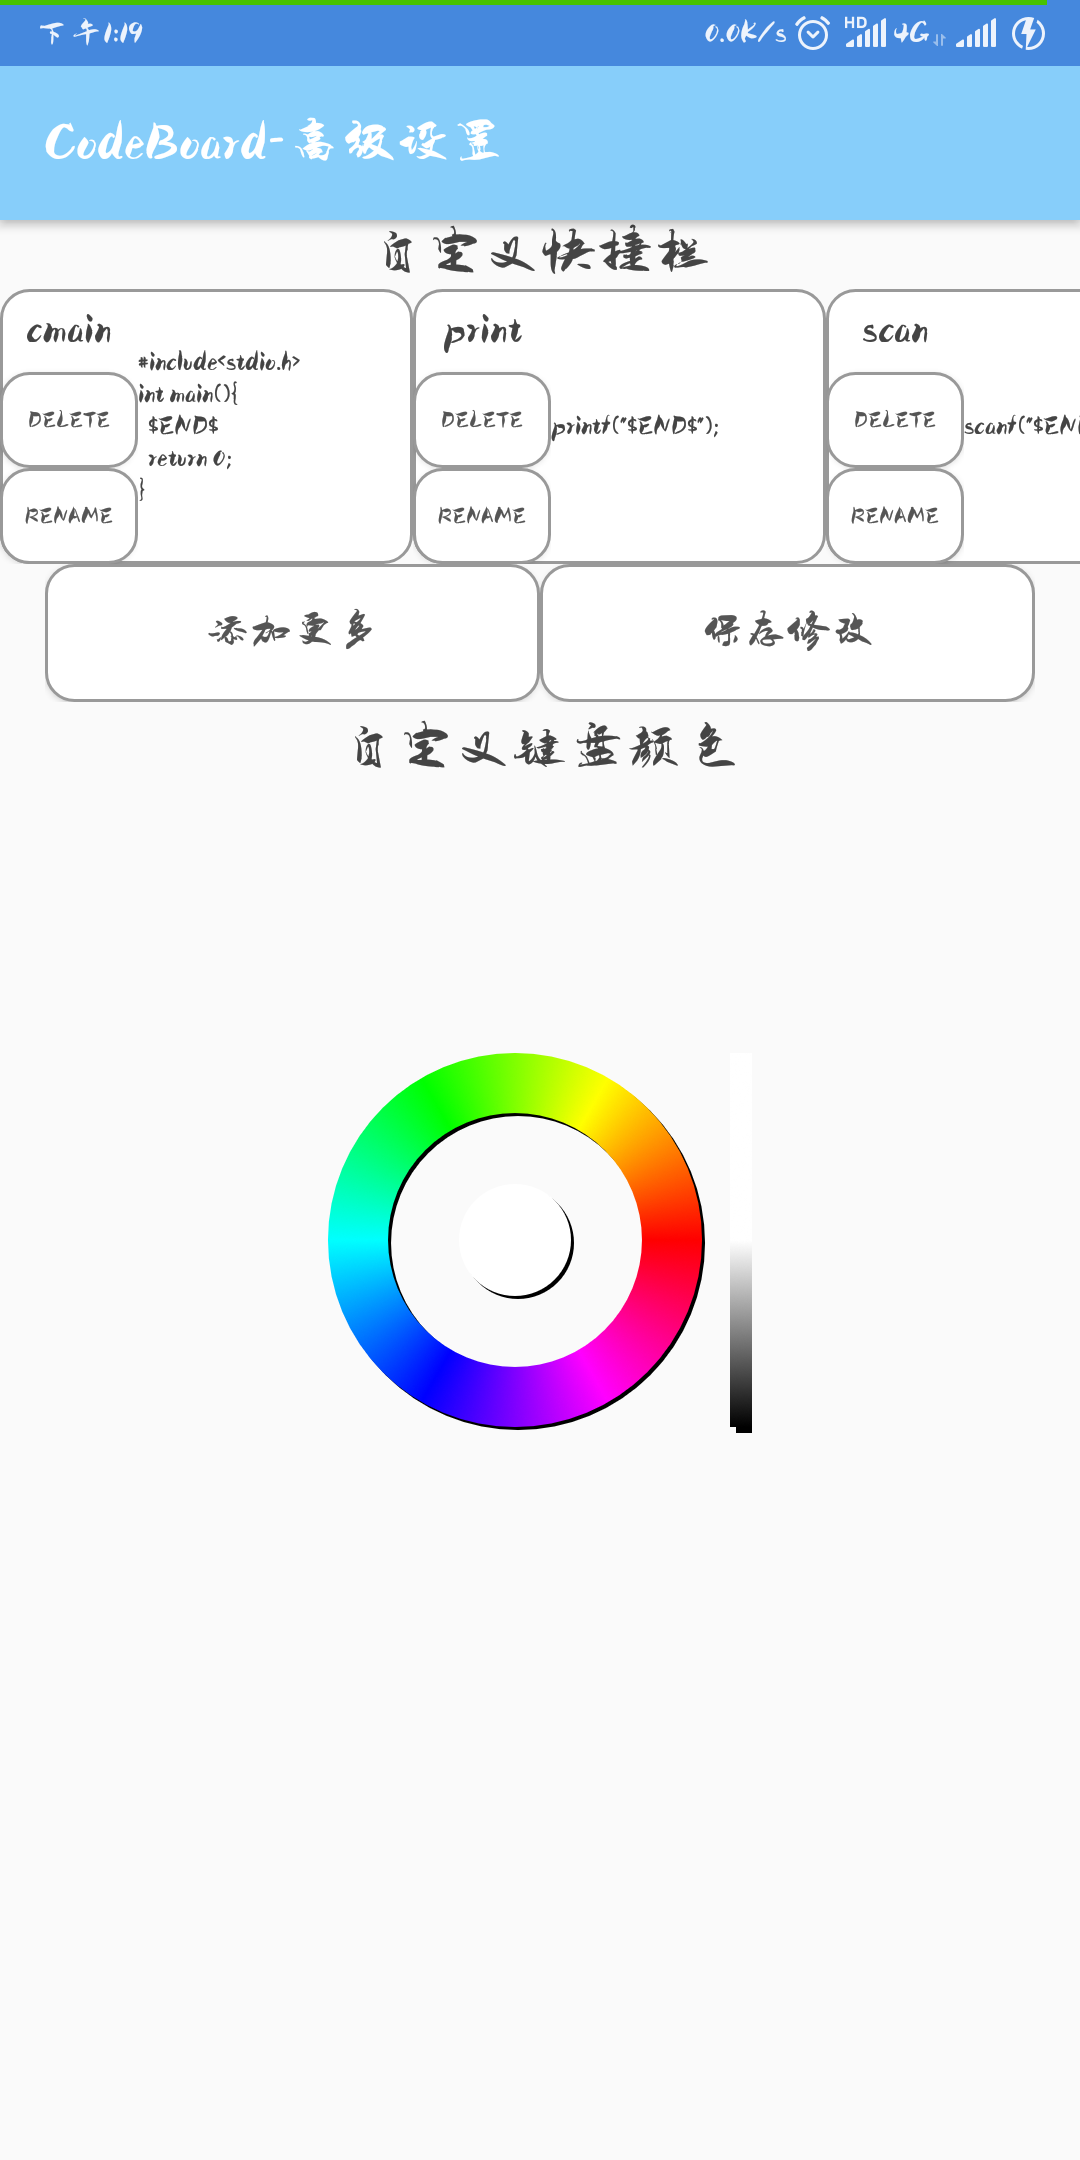 下午1:19
0.0K/s HD 4G
CodeBoard-高级设置
自定义快捷栏
cmain
#include<stdio.h>
int main(){
  $END$
  return 0;
}
DELETE
RENAME
print
printf("$END$");
DELETE
RENAME
scan
scanf("$EN
DELETE
RENAME
添加更多
保存修改
自定义键盘颜色